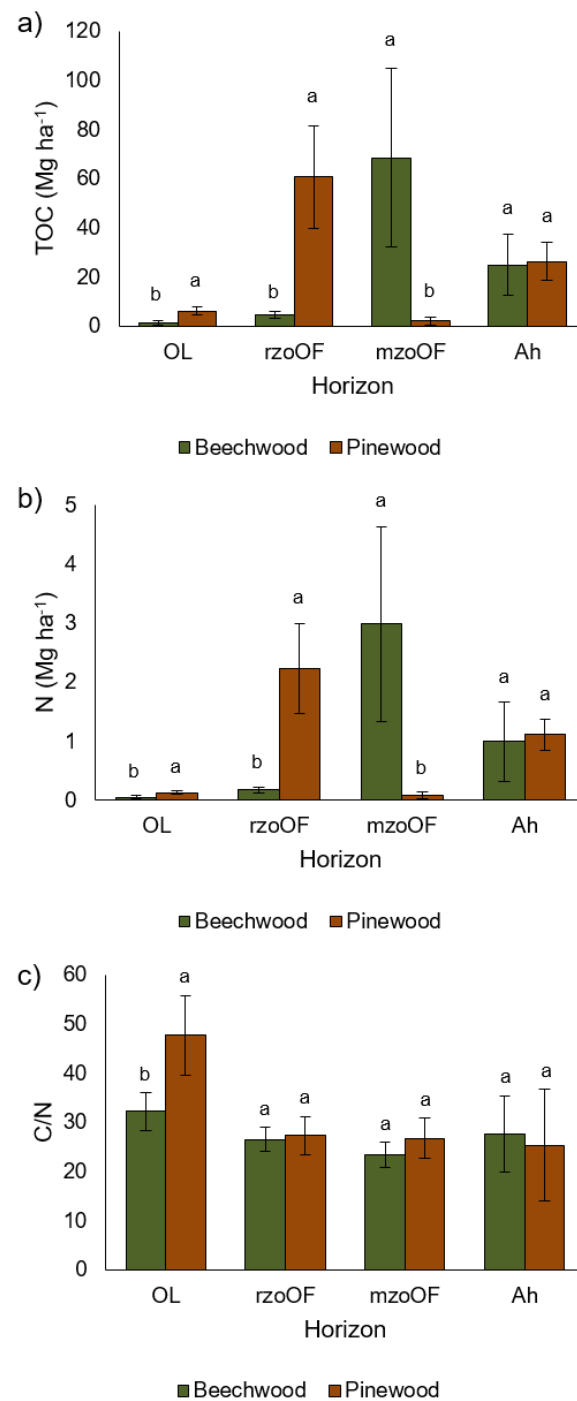 a)
120
100
80
60
40
20
0
TOC (Mg ha⁻¹)
b a b a a b a a
OL rzoOF mzoOF Ah
Horizon
Beechwood Pinewood
b)
5
4
3
2
1
0
N (Mg ha⁻¹)
b a b a a b a a
OL rzoOF mzoOF Ah
Horizon
Beechwood Pinewood
c)
60
50
40
30
20
10
0
C/N
b a a a a a a a
OL rzoOF mzoOF Ah
Horizon
Beechwood Pinewood